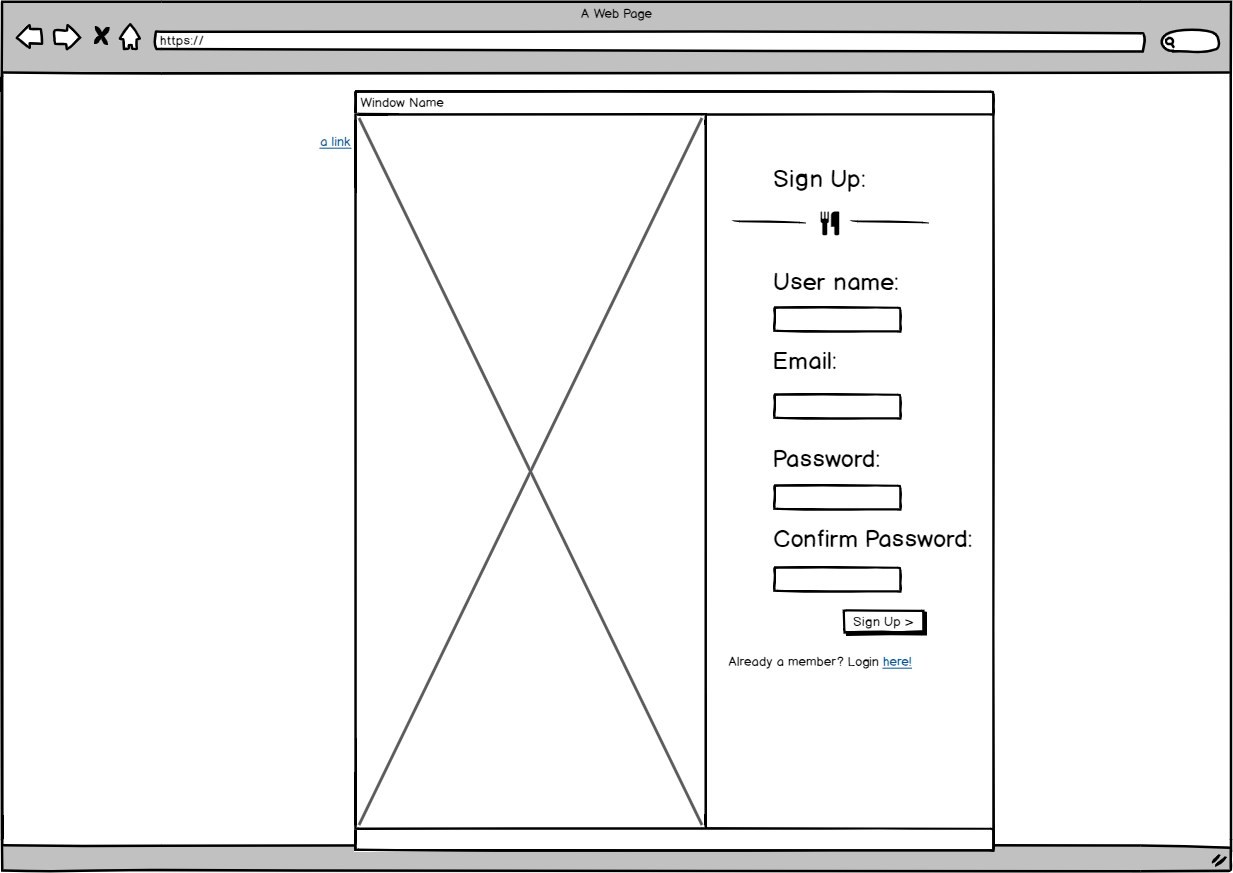 A Web Page
https://
Window Name
a link
Sign Up:
User name:
Email:
Password:
Confirm Password:
Sign Up >
Already a member? Login here!